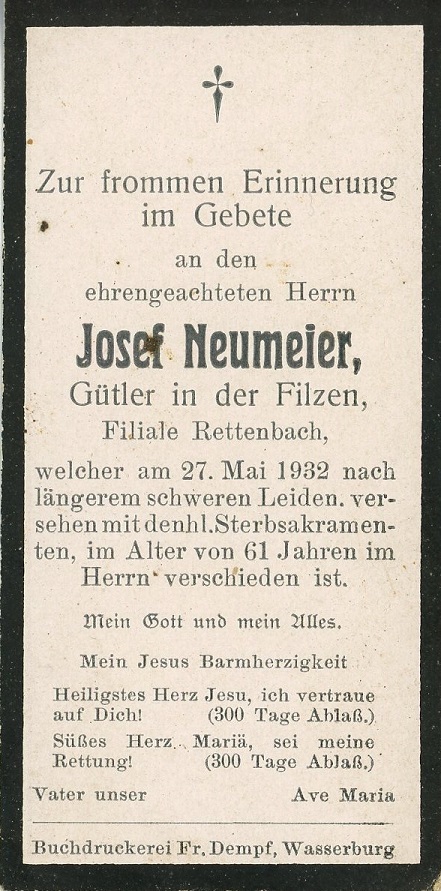 Zur frommen Erinnerung
im Gebete
an den
ehrengeachteten Herrn
Josef Neumeier,
Gütler in der Filzen,
Filiale Rettenbach,
welcher am 27. Mai 1932 nach
längerem schweren Leiden. ver-
sehen mit den hl. Sterbsakramen-
ten, im Alter von 61 Jahren im
Herrn verschieden ist.
Mein Gott und mein Alles.
Mein Jesus Barmherzigkeit
Heiligstes Herz Jesu, ich vertraue
auf Dich! (300 Tage Ablaß.)
Süßes Herz Mariä, sei meine
Rettung! (300 Tage Ablaß.)
Vater unser Ave Maria
Buchdruckerei Fr. Dempf, Wasserburg